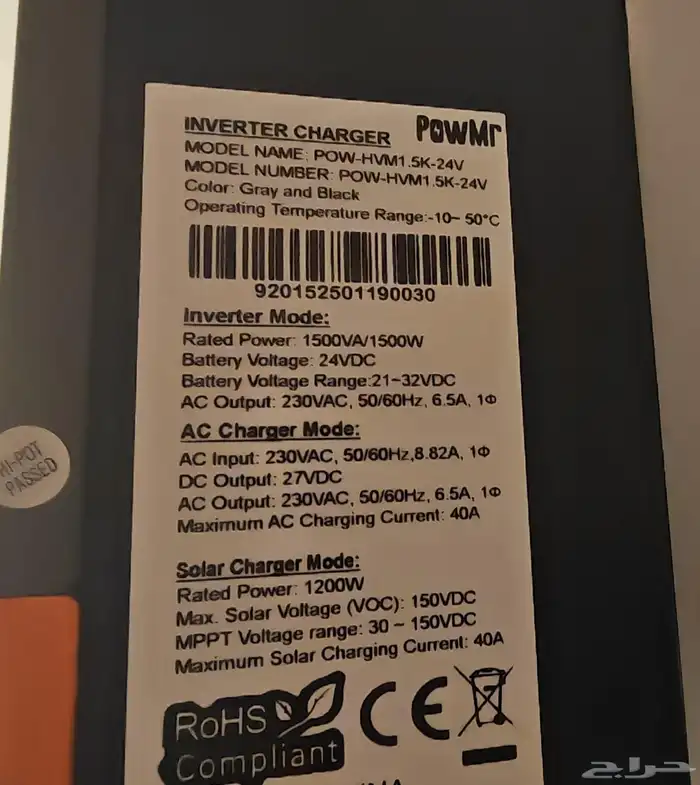 INVERTER CHARGER PowMr
MODEL NAME: POW-HVM1.5K-24V
MODEL NUMBER: POW-HVM1.5K-24V
Color: Gray and Black
Operating Temperature Range:-10~ 50°C
920152501190030
Inverter Mode:
Rated Power: 1500VA/1500W
Battery Voltage: 24VDC
Battery Voltage Range:21~32VDC
AC Output: 230VAC, 50/60Hz, 6.5A, 1Φ
AC Charger Mode:
AC Input: 230VAC, 50/60Hz,8.82A, 1Φ
DC Output: 27VDC
AC Output: 230VAC, 50/60Hz, 6.5A, 1Φ
Maximum AC Charging Current: 40A
Solar Charger Mode:
Rated Power: 1200W
Max. Solar Voltage (VOC): 150VDC
MPPT Voltage range: 30 ~ 150VDC
Maximum Solar Charging Current: 40A
RoHS
Compliant
CE
HI-POT
PASSED
حراج